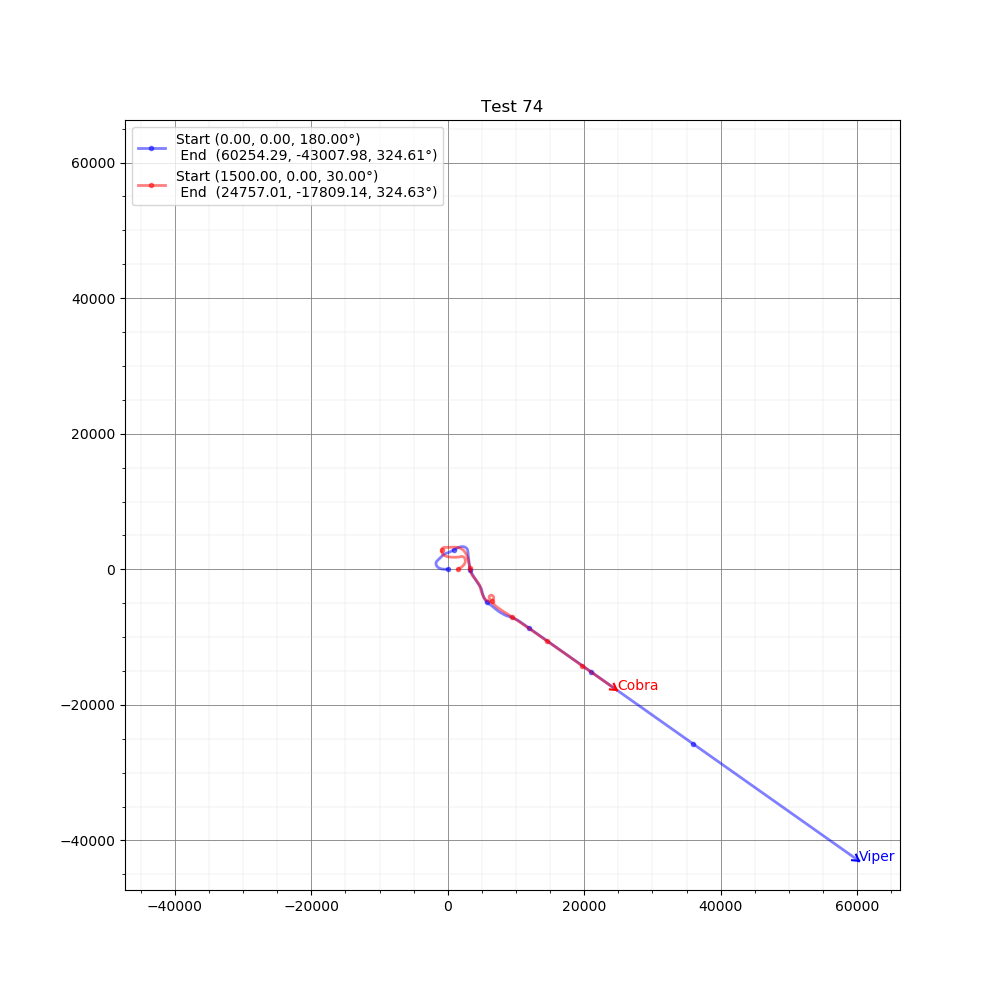 Test 74
Start (0.00, 0.00, 180.00°)
End (60254.29, -43007.98, 324.61°)
Start (1500.00, 0.00, 30.00°)
End (24757.01, -17809.14, 324.63°)
60000
40000
20000
0
−20000
−40000
Cobra
Viper
−40000
−20000
0
20000
40000
60000